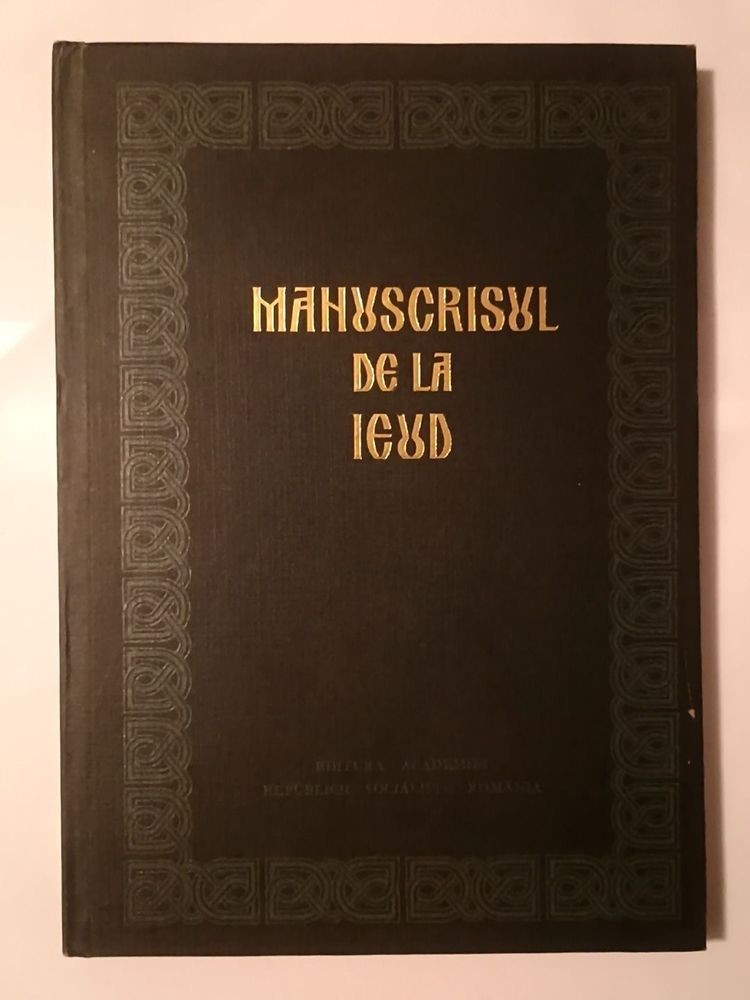 MANUSCRISUL
DE LA
IEUD
EDITURA ACADEMIEI
REPUBLICII SOCIALISTE ROMÂNIA